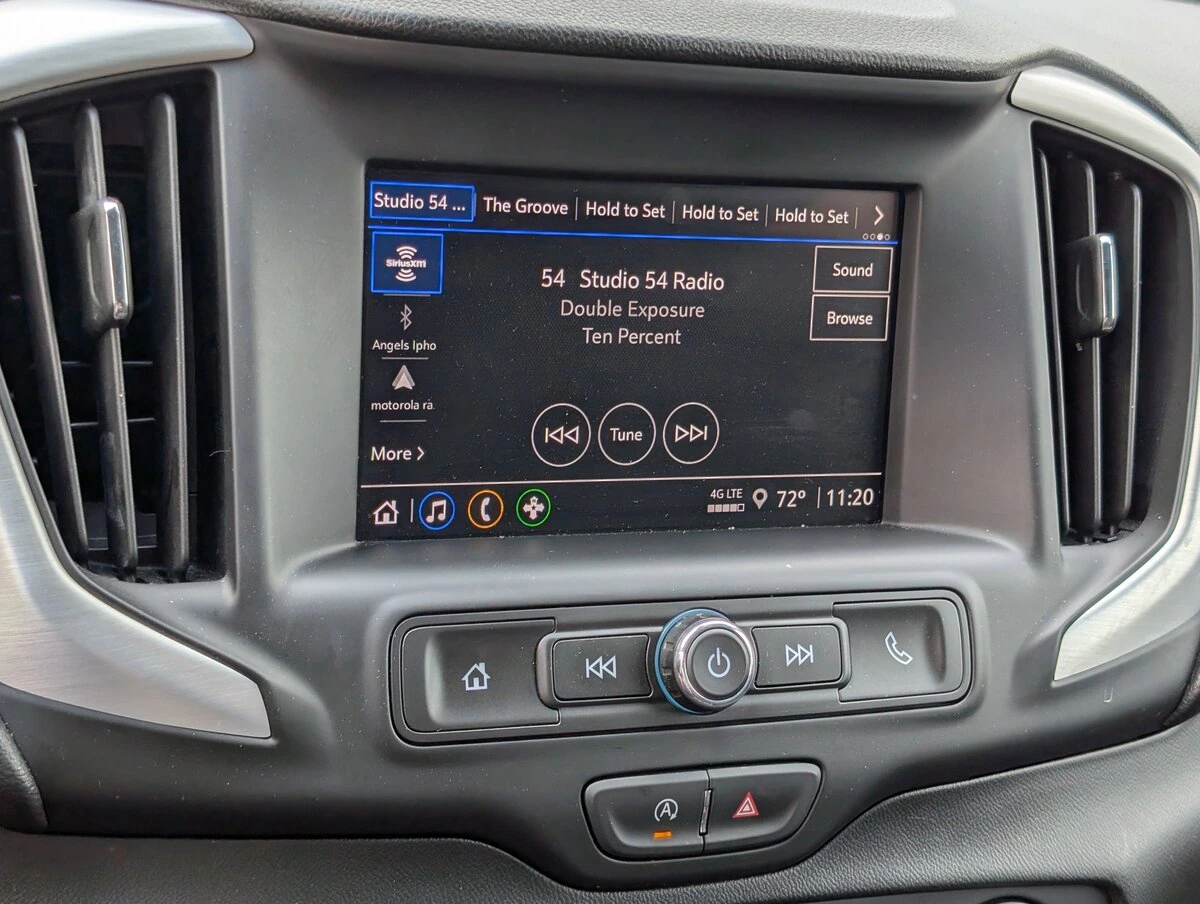 Studio 54 ... The Groove Hold to Set Hold to Set Hold to Set
SiriusXM
54 Studio 54 Radio
Double Exposure
Ten Percent
Sound
Browse
Angels Ipho
motorola ra
More
Tune
4G LTE 72° 11:20
A